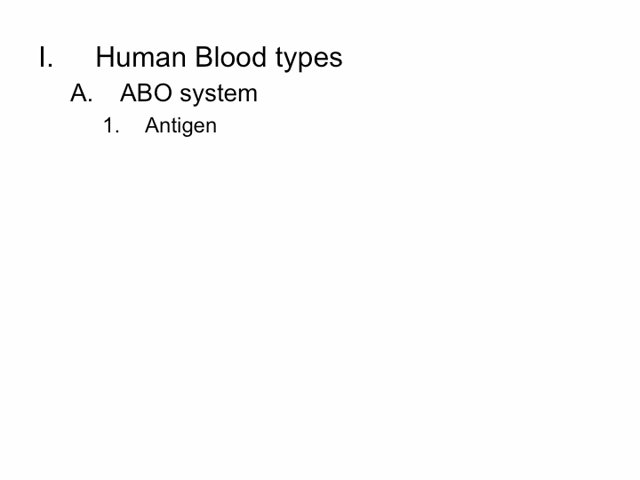 I. Human Blood types
A. ABO system
1. Antigen